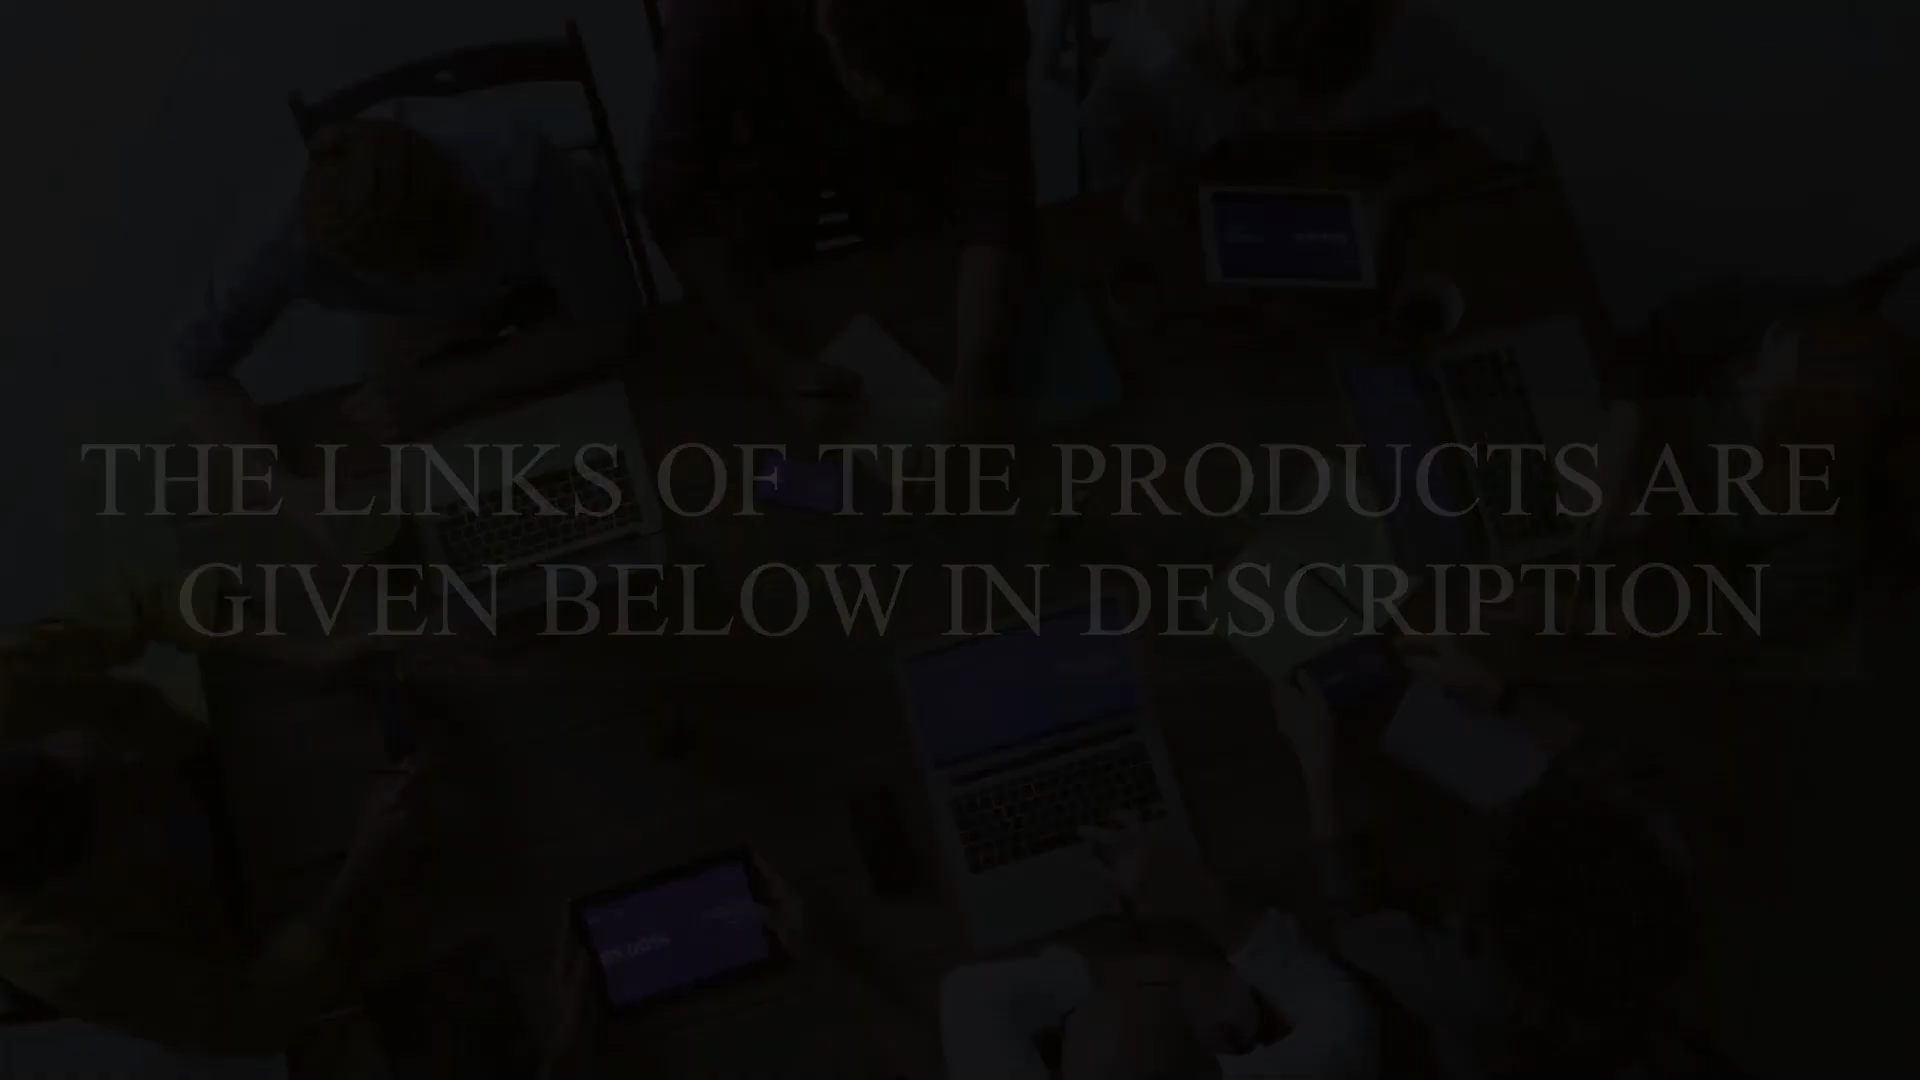 THE LINKS OF THE PRODUCTS ARE
GIVEN BELOW IN DESCRIPTION